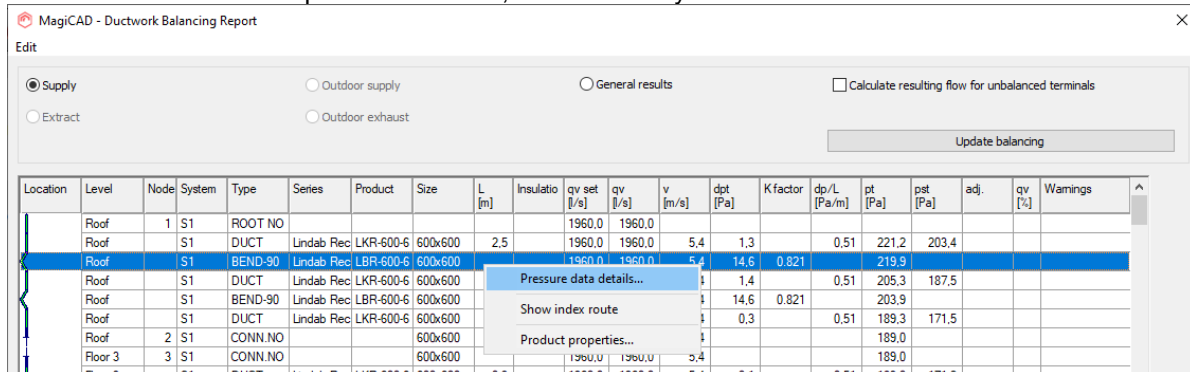 MagiCAD - Ductwork Balancing Report
Edit
Supply Outdoor supply General results Calculate resulting flow for unbalanced terminals
Extract Outdoor exhaust
Update balancing
Location Level Node System Type Series Product Size L [m] Insulatio qv set [l/s] qv [l/s] v [m/s] dpt [Pa] K factor dp/L [Pa/m] pt [Pa] pst [Pa] adj. qv [%] Warnings
Roof 1 S1 ROOT NO 1960,0 1960,0
Roof S1 DUCT Lindab Rec LKR-600-6 600x600 2,5 1960,0 1960,0 5,4 1,3 0,51 221,2 203,4
Roof S1 BEND-90 Lindab Rec LBR-600-6 600x600 1960,0 1960,0 5,4 14,6 0.821 219,9
Roof S1 DUCT Lindab Rec LKR-600-6 600x600 1,4 0,51 205,3 187,5
Roof S1 BEND-90 Lindab Rec LBR-600-6 600x600 14,6 0.821 203,9
Roof S1 DUCT Lindab Rec LKR-600-6 600x600 0,3 0,51 189,3 171,5
Roof 2 S1 CONN.NO 600x600 189,0
Floor 3 3 S1 CONN.NO 600x600 1960,0 1960,0 5,4 189,0
Pressure data details...
Show index route
Product properties...